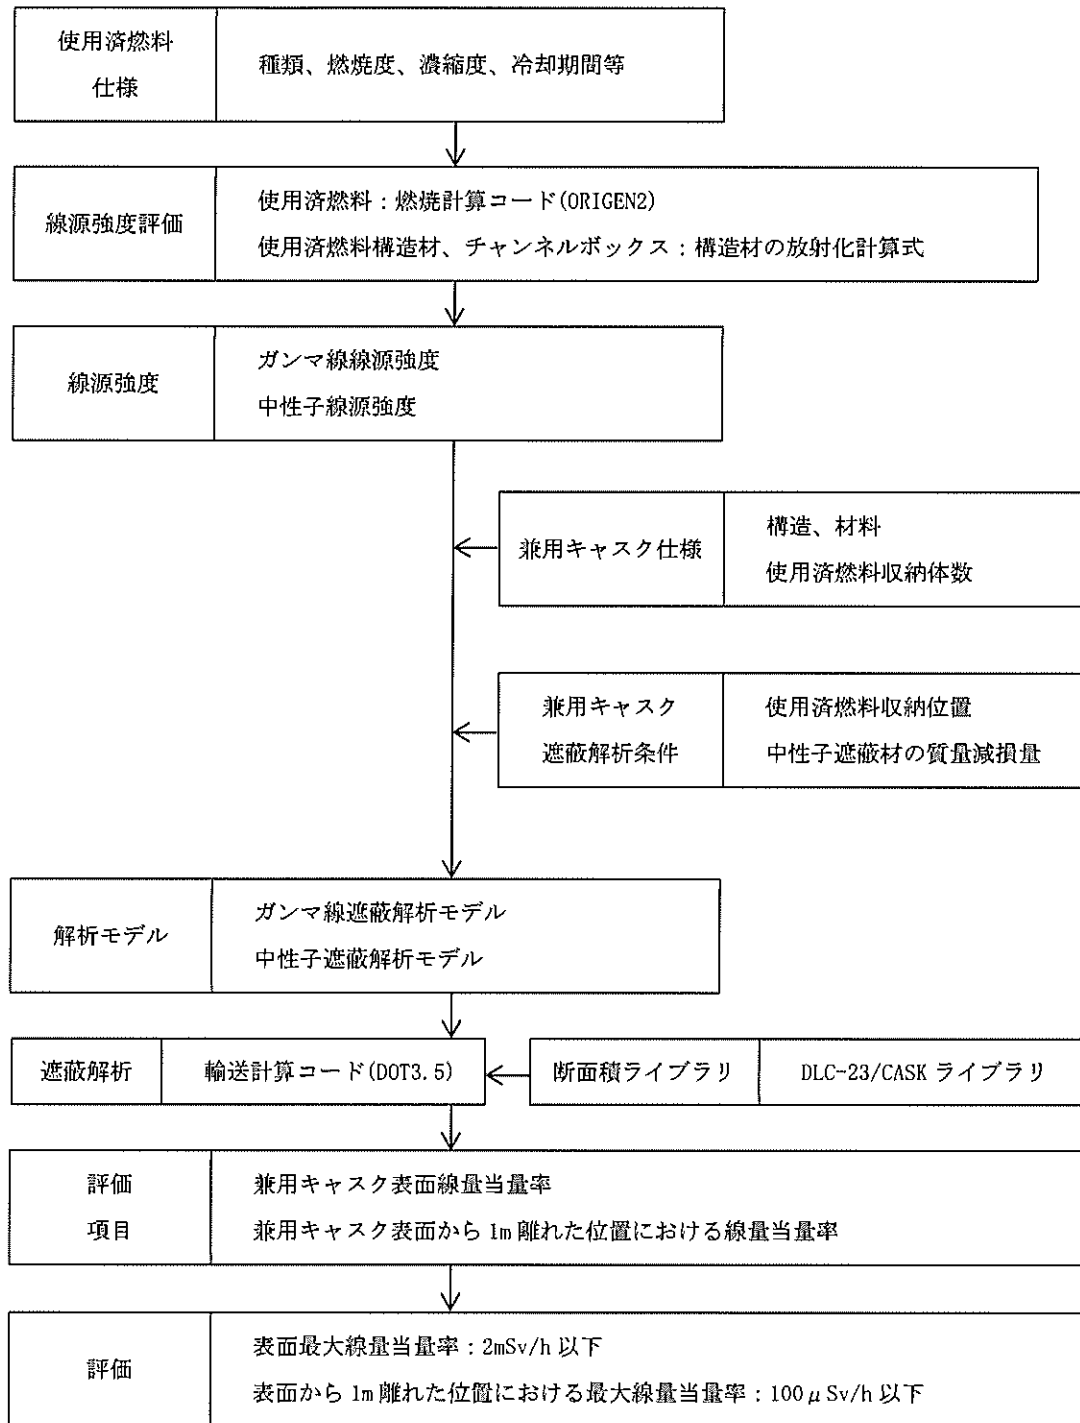 使用済燃料
仕様
種類、燃焼度、濃縮度、冷却期間等
線源強度評価
使用済燃料：燃焼計算コード(ORIGEN2)
使用済燃料構造材、チャンネルボックス：構造材の放射化計算式
線源強度
ガンマ線線源強度
中性子線源強度
兼用キャスク仕様
構造、材料
使用済燃料収納体数
兼用キャスク
遮蔽解析条件
使用済燃料収納位置
中性子遮蔽材の質量減損量
解析モデル
ガンマ線遮蔽解析モデル
中性子遮蔽解析モデル
遮蔽解析
輸送計算コード(DOT3.5)
断面積ライブラリ
DLC-23/CASK ライブラリ
評価
項目
兼用キャスク表面線量当量率
兼用キャスク表面から 1m 離れた位置における線量当量率
評価
表面最大線量当量率：2mSv/h 以下
表面から 1m 離れた位置における最大線量当量率：100μSv/h 以下